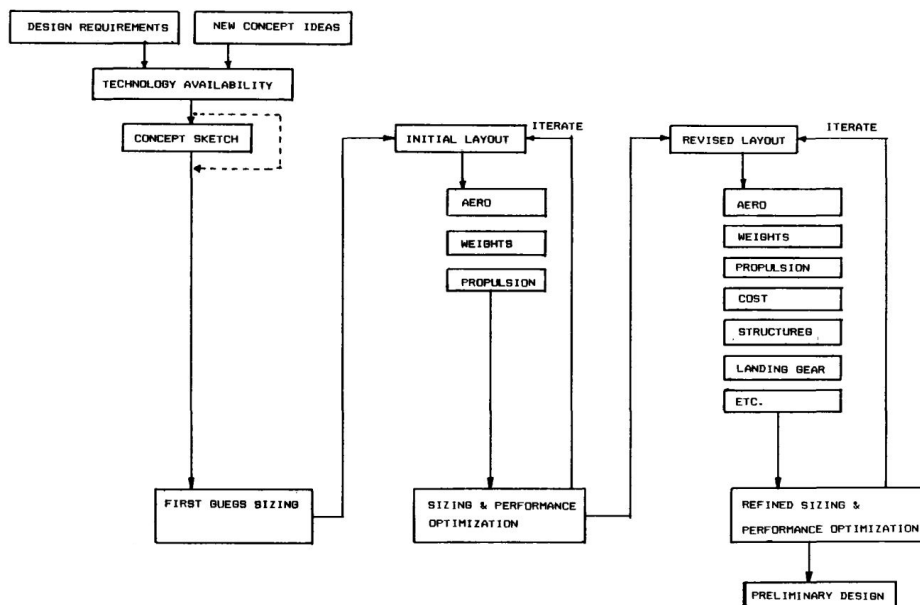 DESIGN REQUIREMENTS
NEW CONCEPT IDEAS
TECHNOLOGY AVAILABILITY
CONCEPT SKETCH
FIRST GUEGS SIZING
INITIAL LAYOUT
ITERATE
AERO
WEIGHTS
PROPULSION
SIZING & PERFORMANCE
OPTIMIZATION
REVISED LAYOUT
ITERATE
AERO
WEIGHTS
PROPULSION
COST
STRUCTUREG
LANDING GEAR
ETC.
REFINED SIZING &
PERFORMANCE OPTIMIZATION
PRELIMINARY DESIGN